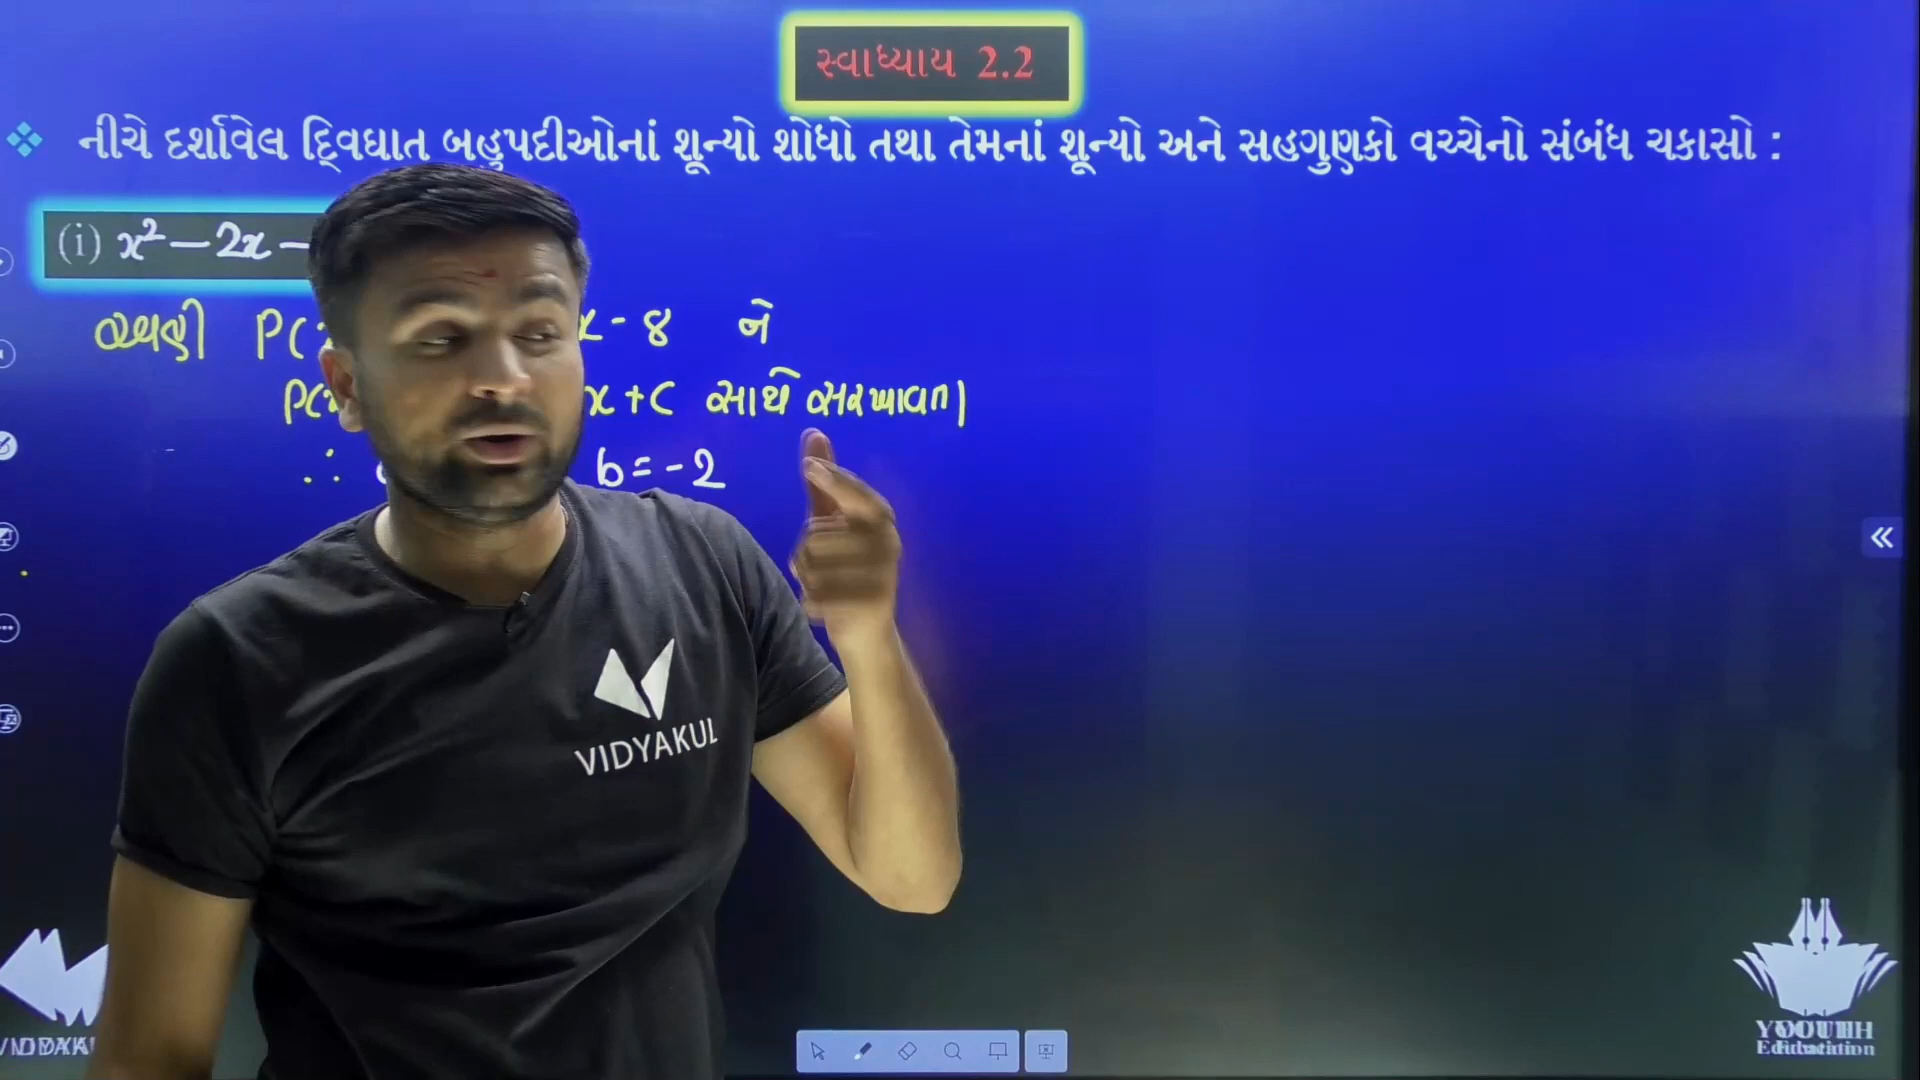 સ્વાધ્યાય 2.2
નીચે દર્શાવેલ દ્વિઘાત બહુપદીઓનાં શૂન્યો શોધો તથા તેમનાં શૂન્યો અને સહગુણકો વચ્ચેનો સંબંધ ચકાસો :
(i) x² − 2x −
અહીં P( x - 8 ને
P(x x + C સાથે સરખાવતા
∴ b = -2
VIDYAKUL
YOUTH
Education